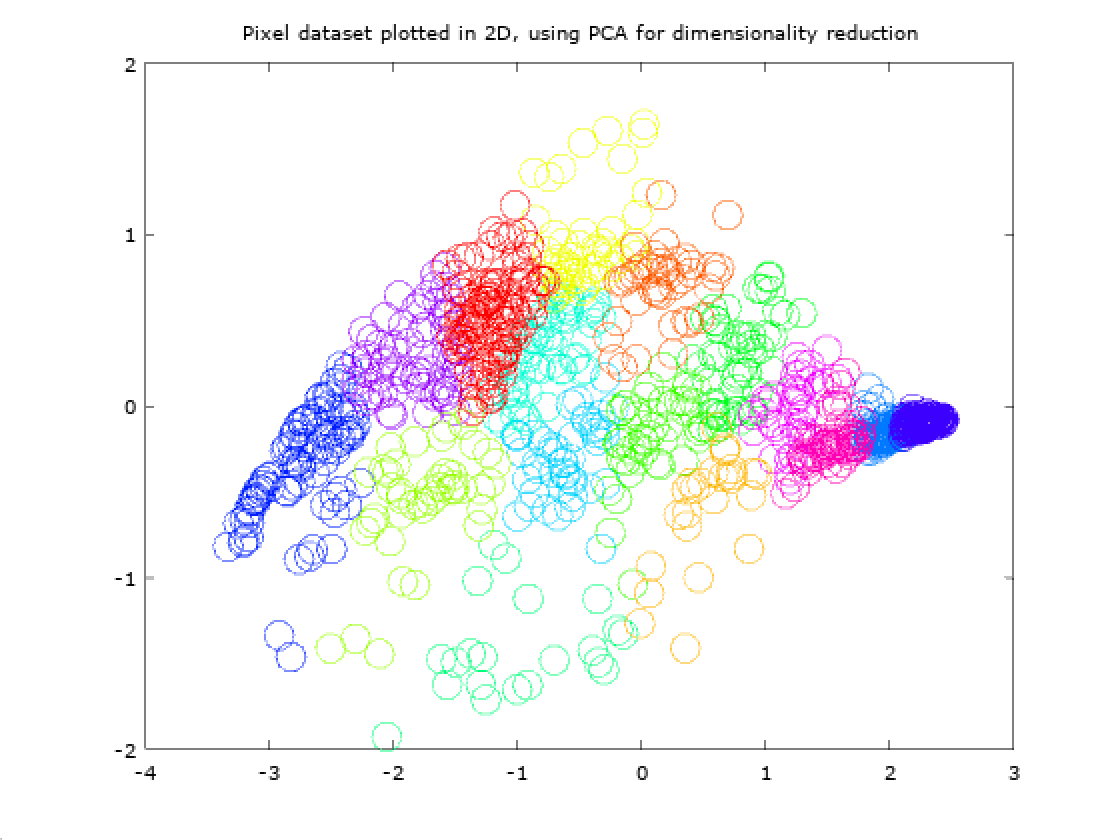 Pixel dataset plotted in 2D, using PCA for dimensionality reduction
2
1
0
-1
-2
-4 -3 -2 -1 0 1 2 3